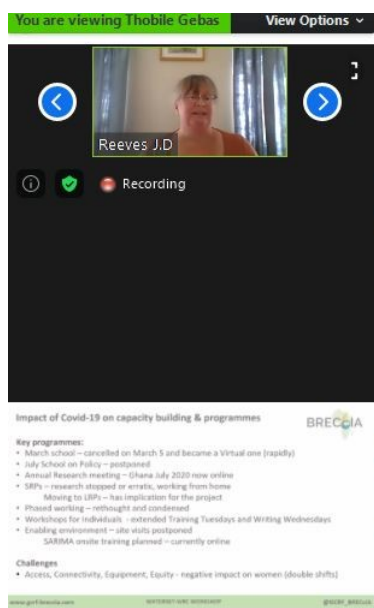 You are viewing Thobile Gebas View Options
Reeves J.D
Recording
Impact of Covid-19 on capacity building & programmes
BRECcIA
Key programmes:
• March school – cancelled on March 5 and became a Virtual one (rapidly)
• July School on Policy – postponed
• Annual Research meeting – Ghana July 2020 now online
• SRPs – research stopped or erratic, working from home
Moving to LRPs – has implication for the project
• Phased working – rethought and condensed
• Workshops for Individuals - extended Training Tuesdays and Writing Wednesdays
• Enabling environment – site visits postponed
SARIMA onsite training planned – currently online
Challenges
• Access, Connectivity, Equipment, Equity - negative impact on women (double shifts)
www.gcrf-breccia.com @GCRF_BRECcIA